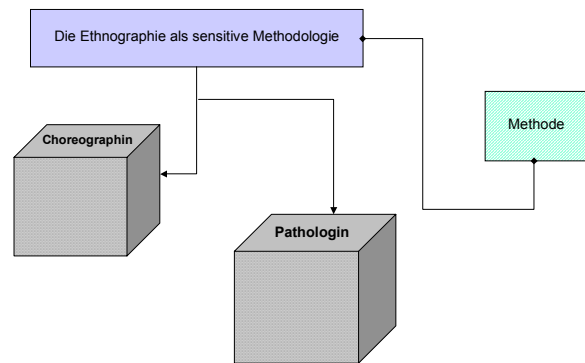 Die Ethnographie als sensitive Methodologie
Choreographin
Methode
Pathologin